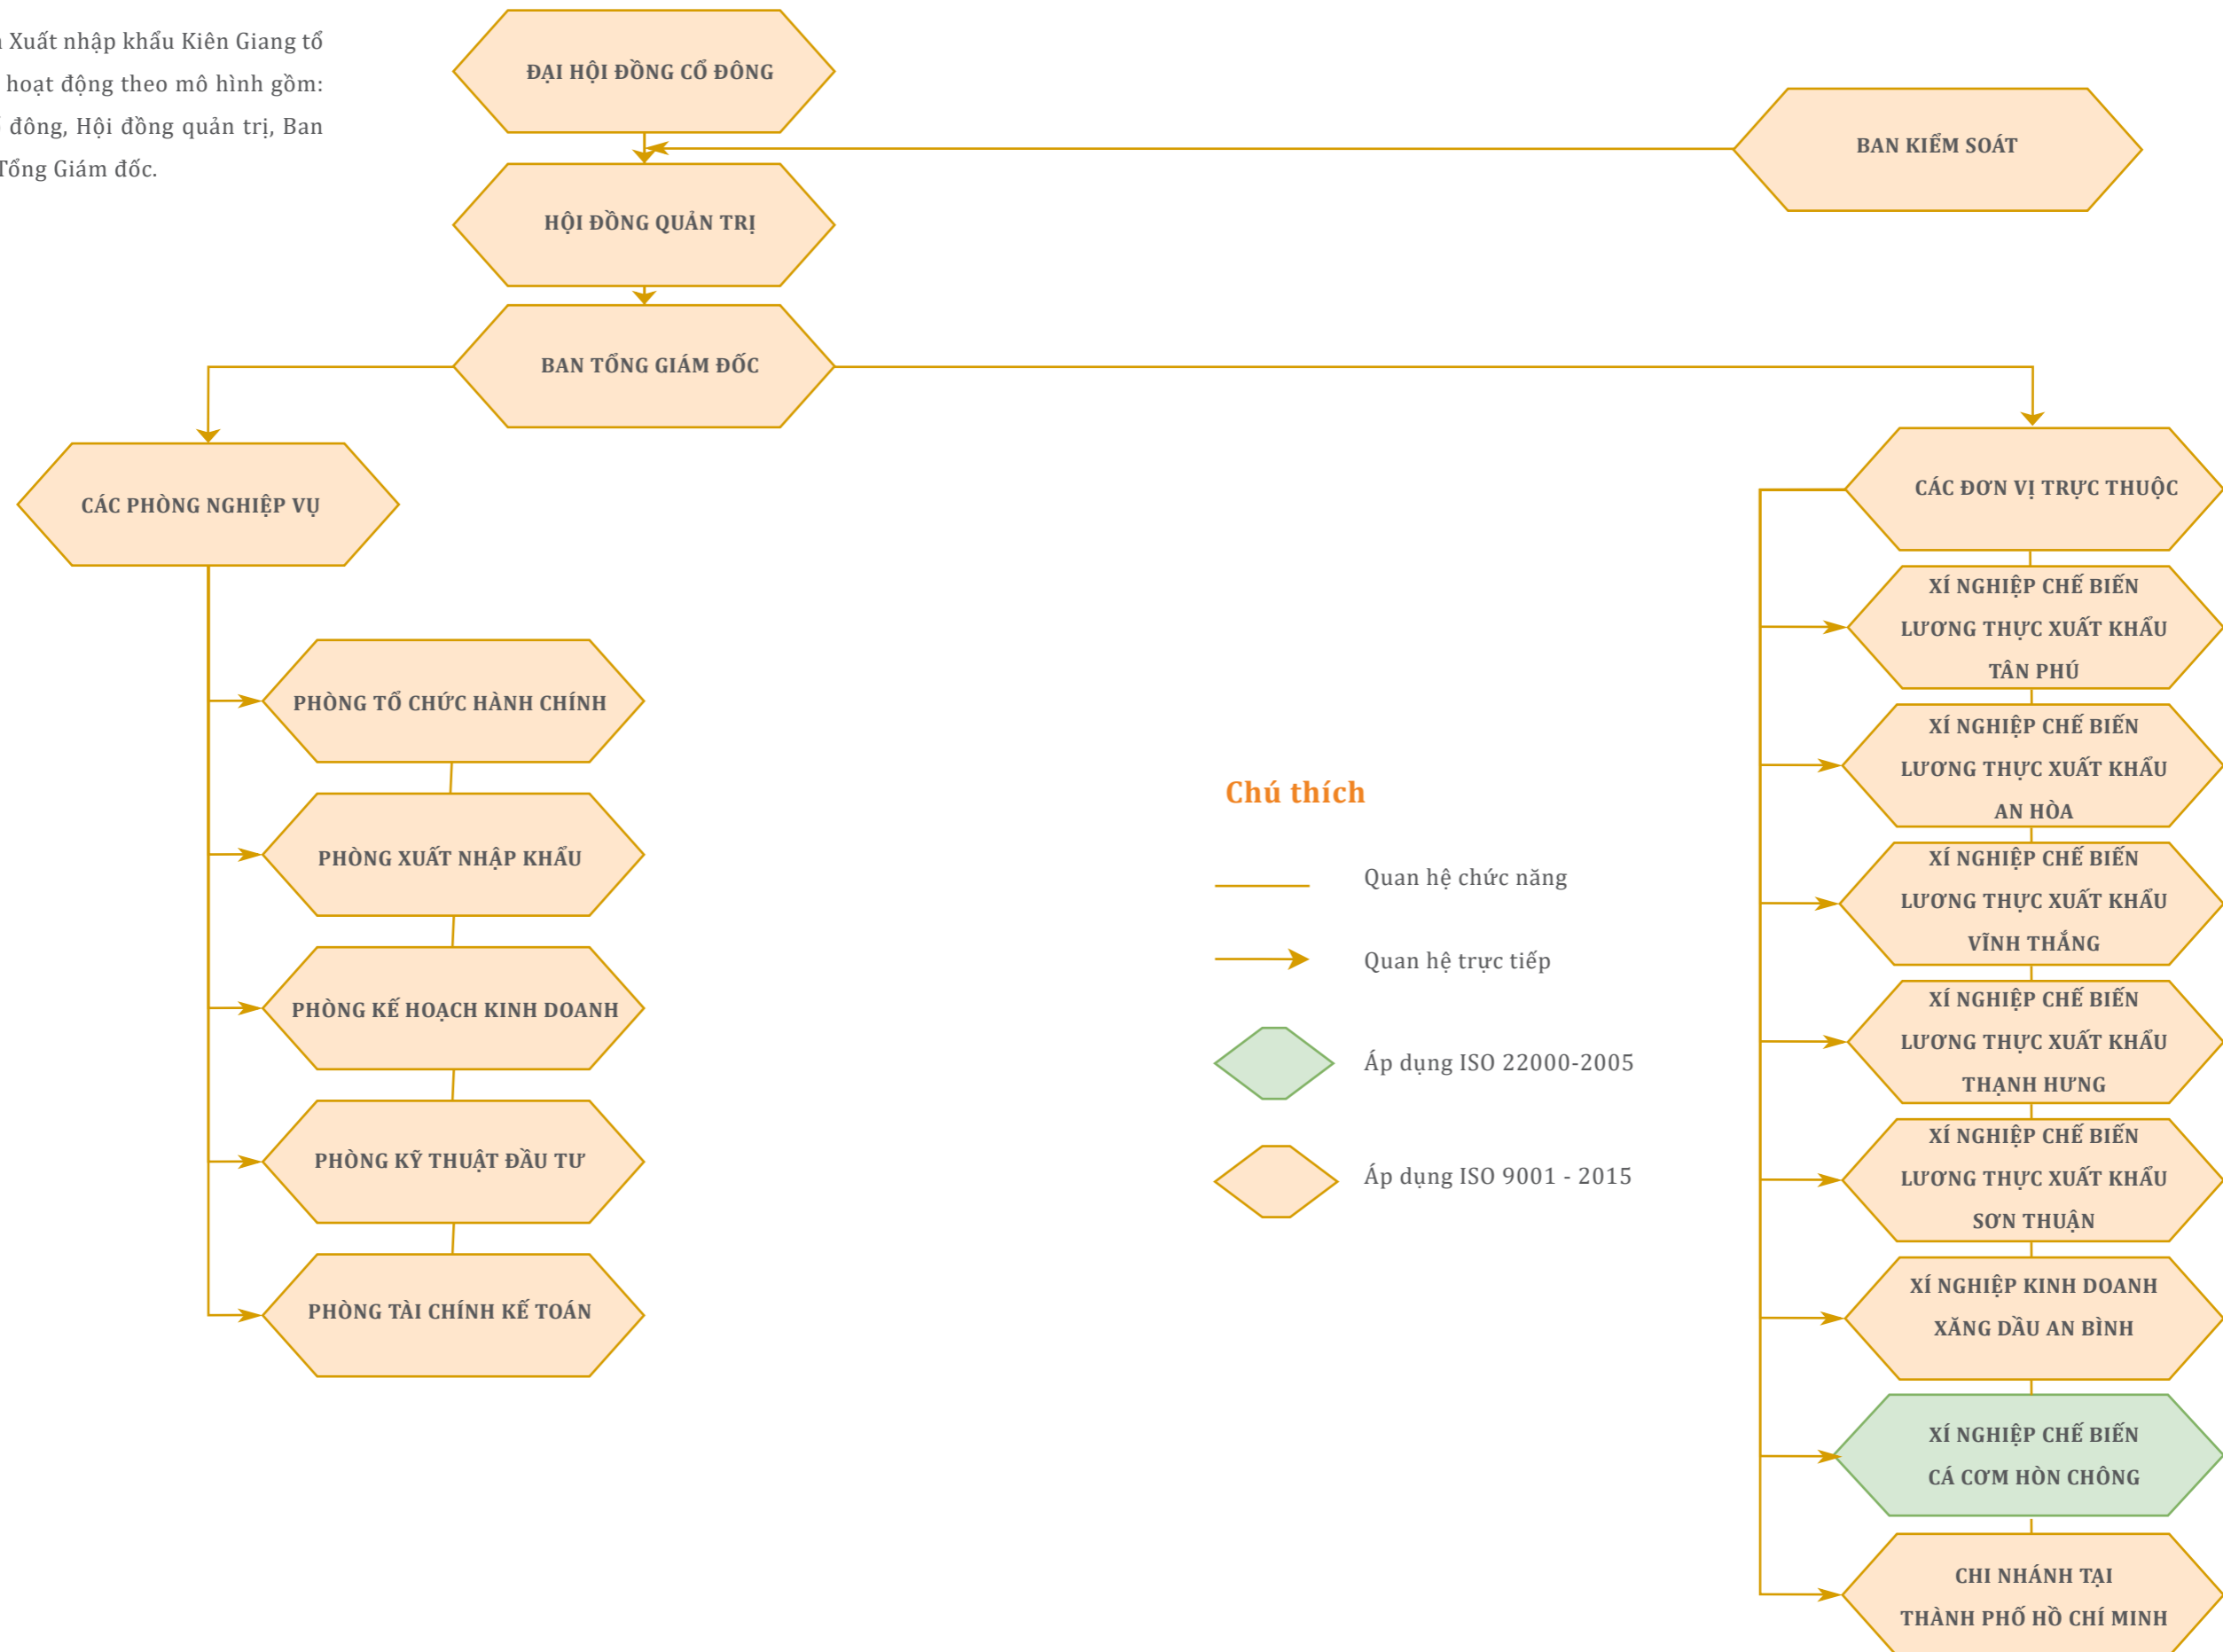 Xuất nhập khẩu Kiên Giang tổ
hoạt động theo mô hình gồm:
đông, Hội đồng quản trị, Ban
Tổng Giám đốc.
ĐẠI HỘI ĐỒNG CỔ ĐÔNG
BAN KIỂM SOÁT
HỘI ĐỒNG QUẢN TRỊ
BAN TỔNG GIÁM ĐỐC
CÁC PHÒNG NGHIỆP VỤ
PHÒNG TỔ CHỨC HÀNH CHÍNH
PHÒNG XUẤT NHẬP KHẨU
PHÒNG KẾ HOẠCH KINH DOANH
PHÒNG KỸ THUẬT ĐẦU TƯ
PHÒNG TÀI CHÍNH KẾ TOÁN
Chú thích
Quan hệ chức năng
Quan hệ trực tiếp
Áp dụng ISO 22000-2005
Áp dụng ISO 9001 - 2015
CÁC ĐƠN VỊ TRỰC THUỘC
XÍ NGHIỆP CHẾ BIẾN
LƯƠNG THỰC XUẤT KHẨU
TÂN PHÚ
XÍ NGHIỆP CHẾ BIẾN
LƯƠNG THỰC XUẤT KHẨU
AN HÒA
XÍ NGHIỆP CHẾ BIẾN
LƯƠNG THỰC XUẤT KHẨU
VĨNH THẮNG
XÍ NGHIỆP CHẾ BIẾN
LƯƠNG THỰC XUẤT KHẨU
THẠNH HƯNG
XÍ NGHIỆP CHẾ BIẾN
LƯƠNG THỰC XUẤT KHẨU
SƠN THUẬN
XÍ NGHIỆP KINH DOANH
XĂNG DẦU AN BÌNH
XÍ NGHIỆP CHẾ BIẾN
CÁ CƠM HÒN CHÔNG
CHI NHÁNH TẠI
THÀNH PHỐ HỒ CHÍ MINH